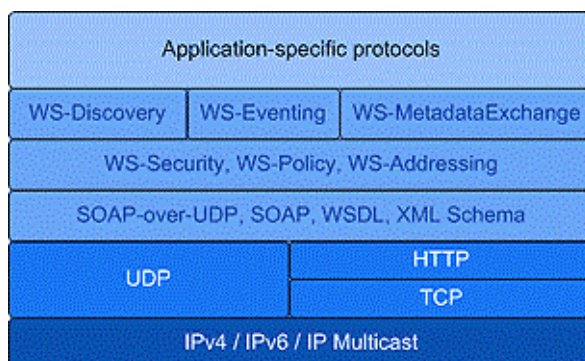 Application-specific protocols
WS-Discovery
WS-Eventing
WS-MetadataExchange
WS-Security, WS-Policy, WS-Addressing
SOAP-over-UDP, SOAP, WSDL, XML Schema
UDP
HTTP
TCP
IPv4 / IPv6 / IP Multicast